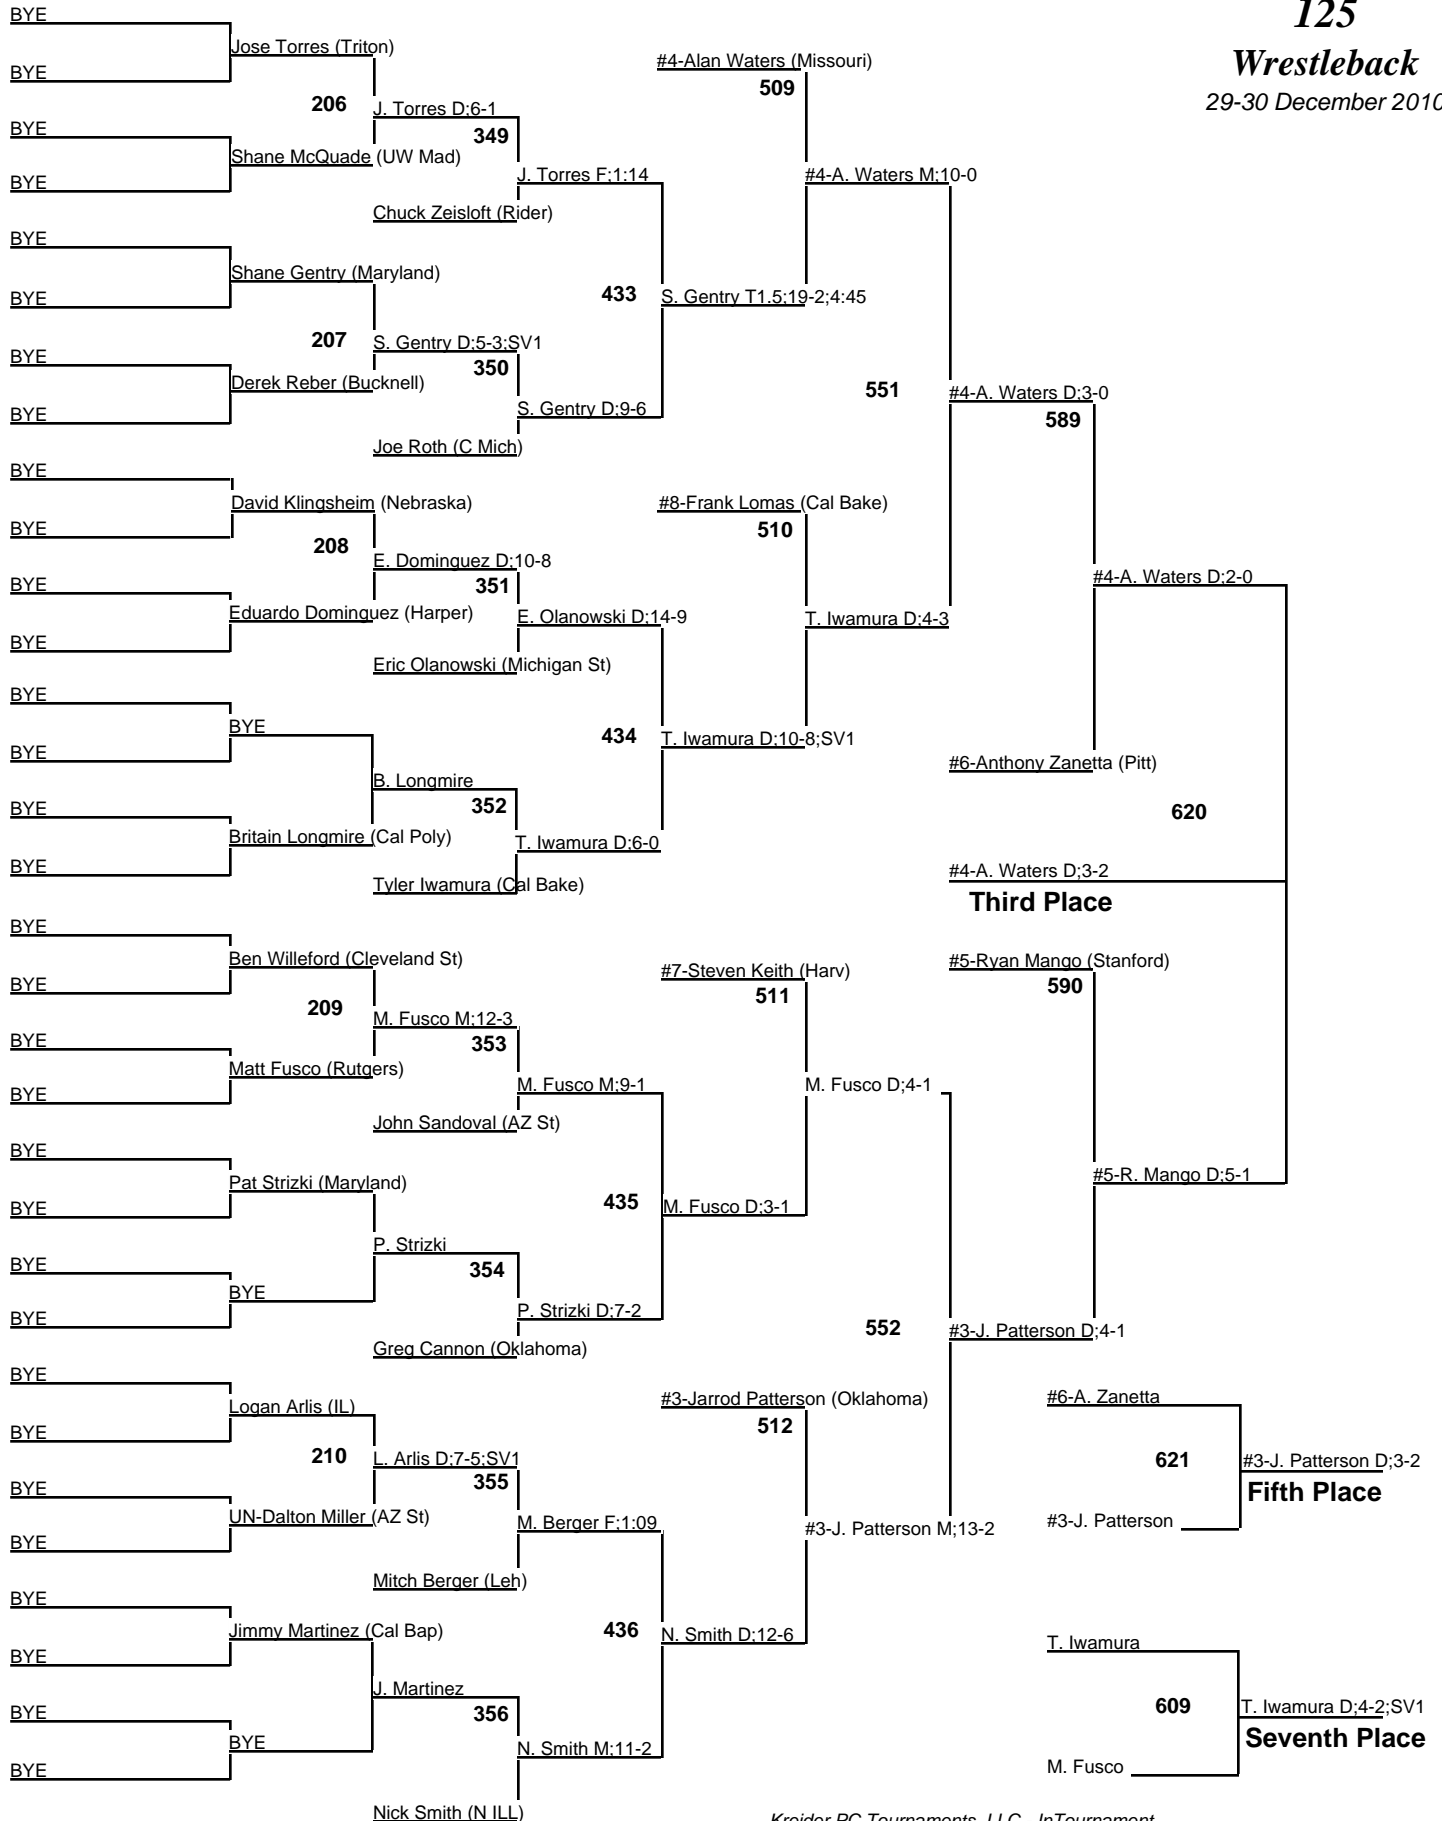 125
Wrestleback
29-30 December 2010
BYE
Jose Torres (Triton)
#4-Alan Waters (Missouri)
BYE
509
206
J. Torres D;6-1
BYE
349
Shane McQuade (UW Mad)
BYE
J. Torres F;1:14
#4-A. Waters M;10-0
Chuck Zeisloft (Rider)
BYE
Shane Gentry (Maryland)
BYE
433
S. Gentry T1.5;19-2;4:45
207
S. Gentry D;5-3;SV1
BYE
350
Derek Reber (Bucknell)
551
#4-A. Waters D;3-0
BYE
S. Gentry D;9-6
589
Joe Roth (C Mich)
BYE
David Klingsheim (Nebraska)
#8-Frank Lomas (Cal Bake)
BYE
510
208
E. Dominguez D;10-8
BYE
351
#4-A. Waters D;2-0
Eduardo Dominguez (Harper)
E. Olanowski D;14-9
T. Iwamura D;4-3
BYE
Eric Olanowski (Michigan St)
BYE
BYE
434
T. Iwamura D;10-8;SV1
BYE
#6-Anthony Zanetta (Pitt)
B. Longmire
BYE
352
620
Britain Longmire (Cal Poly)
T. Iwamura D;6-0
BYE
#4-A. Waters D;3-2
Tyler Iwamura (Cal Bake)
Third Place
BYE
Ben Willeford (Cleveland St)
#7-Steven Keith (Harv)
#5-Ryan Mango (Stanford)
BYE
511
590
209
M. Fusco M;12-3
BYE
353
Matt Fusco (Rutgers)
M. Fusco M;9-1
M. Fusco D;4-1
BYE
John Sandoval (AZ St)
BYE
Pat Strizki (Maryland)
#5-R. Mango D;5-1
BYE
435
M. Fusco D;3-1
P. Strizki
BYE
354
BYE
BYE
P. Strizki D;7-2
552
#3-J. Patterson D;4-1
Greg Cannon (Oklahoma)
BYE
Logan Arlis (IL)
#3-Jarrod Patterson (Oklahoma)
#6-A. Zanetta
BYE
512
210
L. Arlis D;7-5;SV1
621
#3-J. Patterson D;3-2
BYE
355
Fifth Place
UN-Dalton Miller (AZ St)
M. Berger F;1:09
#3-J. Patterson M;13-2
#3-J. Patterson
BYE
Mitch Berger (Leh)
BYE
Jimmy Martinez (Cal Bap)
436
N. Smith D;12-6
T. Iwamura
BYE
J. Martinez
BYE
356
609
T. Iwamura D;4-2;SV1
BYE
N. Smith M;11-2
Seventh Place
BYE
M. Fusco
Nick Smith (N ILL)
Kreider PC Tournaments, LLC - InTournament